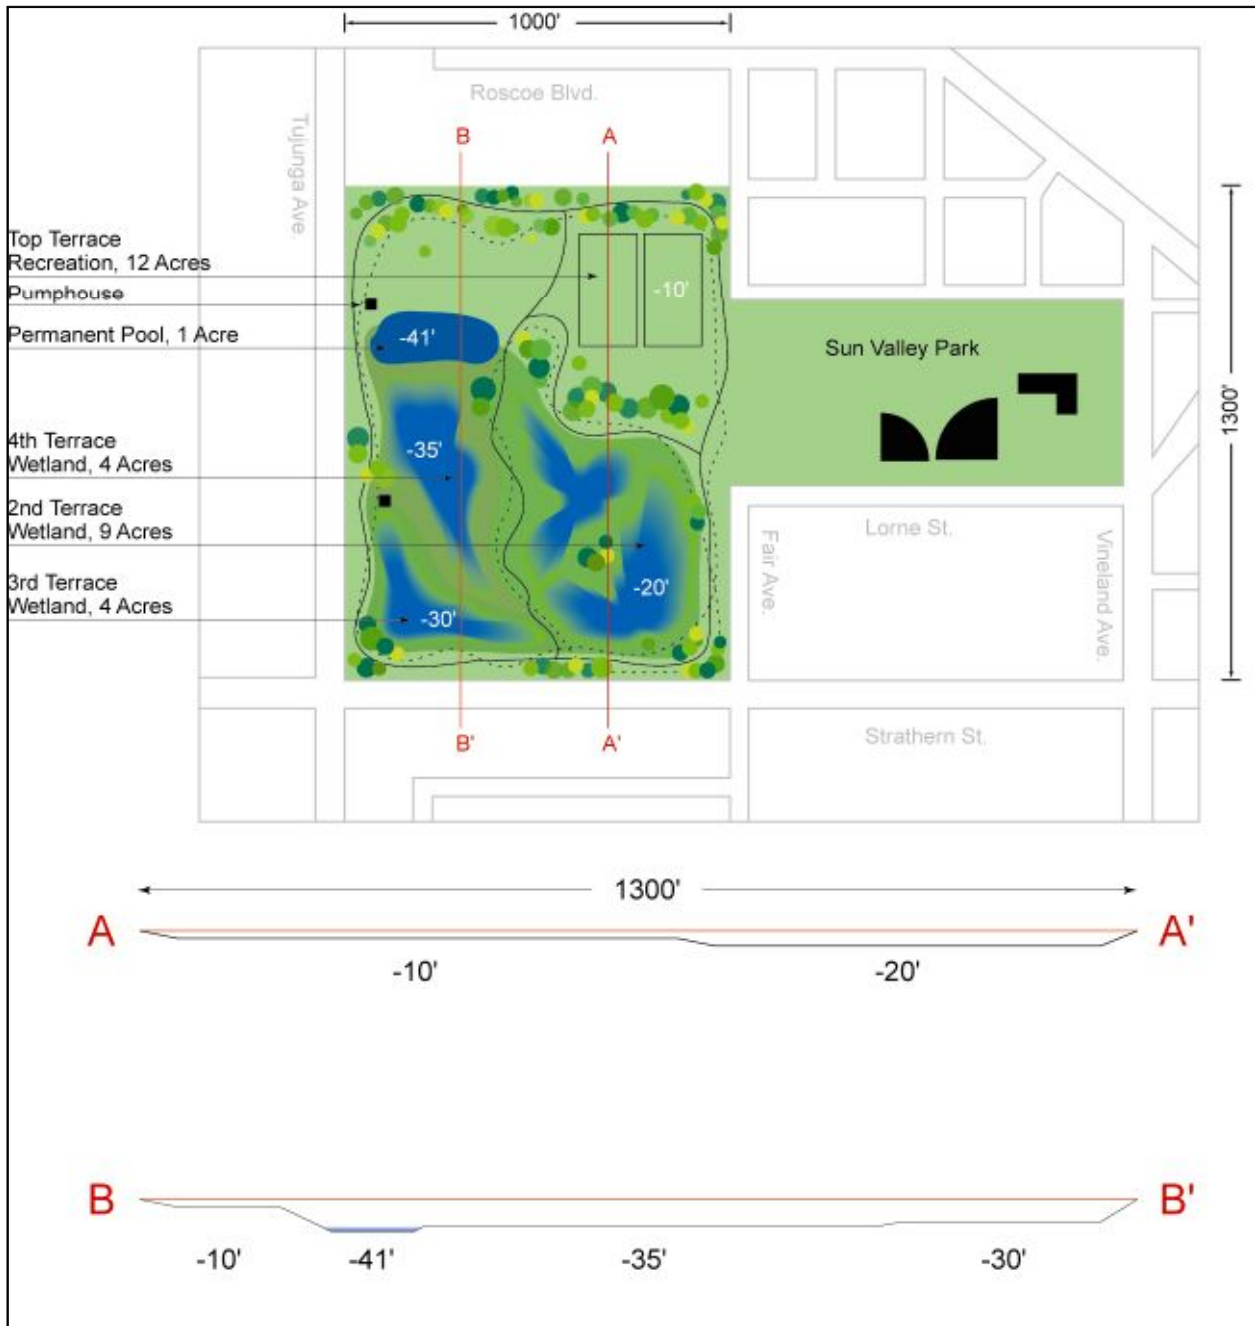 1000'
Roscoe Blvd.
Tujunga Ave.
B
A
Top Terrace
Recreation, 12 Acres
-10'
Pumphouse
Permanent Pool, 1 Acre
-41'
Sun Valley Park
1300'
4th Terrace
Wetland, 4 Acres
-35'
2nd Terrace
Wetland, 9 Acres
-20'
3rd Terrace
Wetland, 4 Acres
-30'
Lorne St.
Fair Ave.
Vineland Ave.
B'
A'
Strathern St.
1300'
A
A'
-10'
-20'
B
B'
-10'
-41'
-35'
-30'